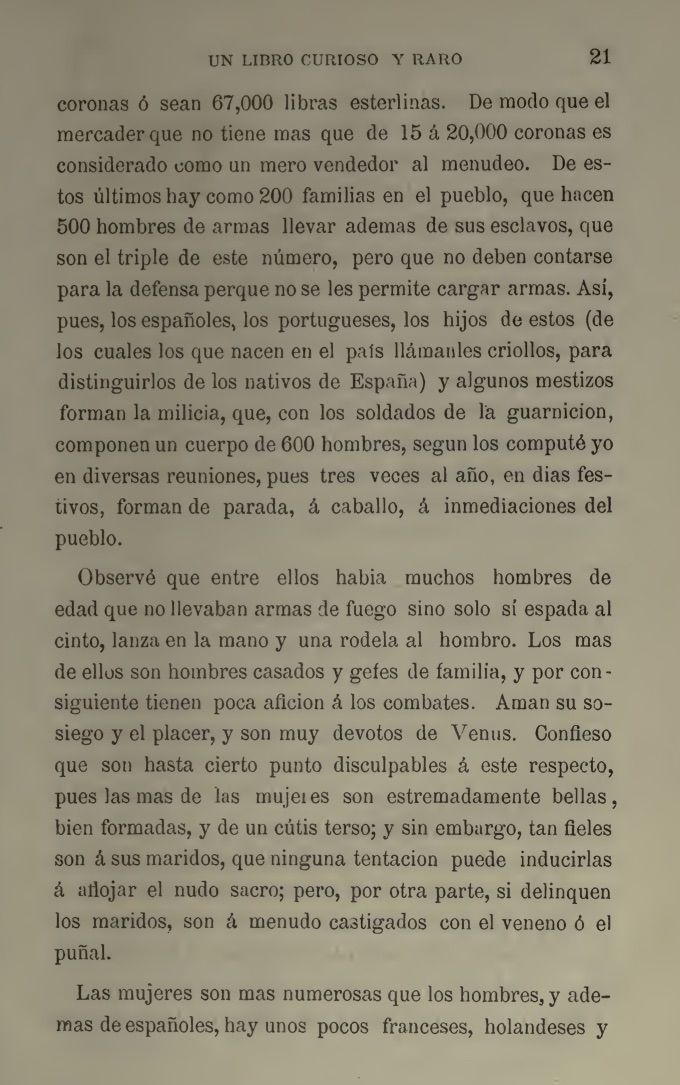 UN LIBRO CURIOSO Y RARO 21
coronas ó sean 67,000 libras esterlinas. De modo que el
mercader que no tiene mas que de 15 á 20,000 coronas es
considerado como un mero vendedor al menudeo. De es-
tos últimos hay como 200 familias en el pueblo, que hacen
500 hombres de armas llevar ademas de sus esclavos, que
son el triple de este número, pero que no deben contarse
para la defensa perque no se les permite cargar armas. Así,
pues, los españoles, los portugueses, los hijos de estos (de
los cuales los que nacen en el país llámanles criollos, para
distinguirlos de los nativos de España) y algunos mestizos
forman la milicia, que, con los soldados de la guarnicion,
componen un cuerpo de 600 hombres, segun los computé yo
en diversas reuniones, pues tres veces al año, en dias fes-
tivos, forman de parada, á caballo, á inmediaciones del
pueblo.
Observé que entre ellos habia muchos hombres de
edad que no llevaban armas de fuego sino solo sí espada al
cinto, lanza en la mano y una rodela al hombro. Los mas
de ellos son hombres casados y gefes de familia, y por con-
siguiente tienen poca aficion á los combates. Aman su so-
siego y el placer, y son muy devotos de Venus. Confieso
que son hasta cierto punto disculpables á este respecto,
pues las mas de las mujeres son estremadamente bellas,
bien formadas, y de un cútis terso; y sin embargo, tan fieles
son á sus maridos, que ninguna tentacion puede inducirlas
á aflojar el nudo sacro; pero, por otra parte, si delinquen
los maridos, son á menudo castigados con el veneno ó el
puñal.
Las mujeres son mas numerosas que los hombres, y ade-
mas de españoles, hay unos pocos franceses, holandeses y